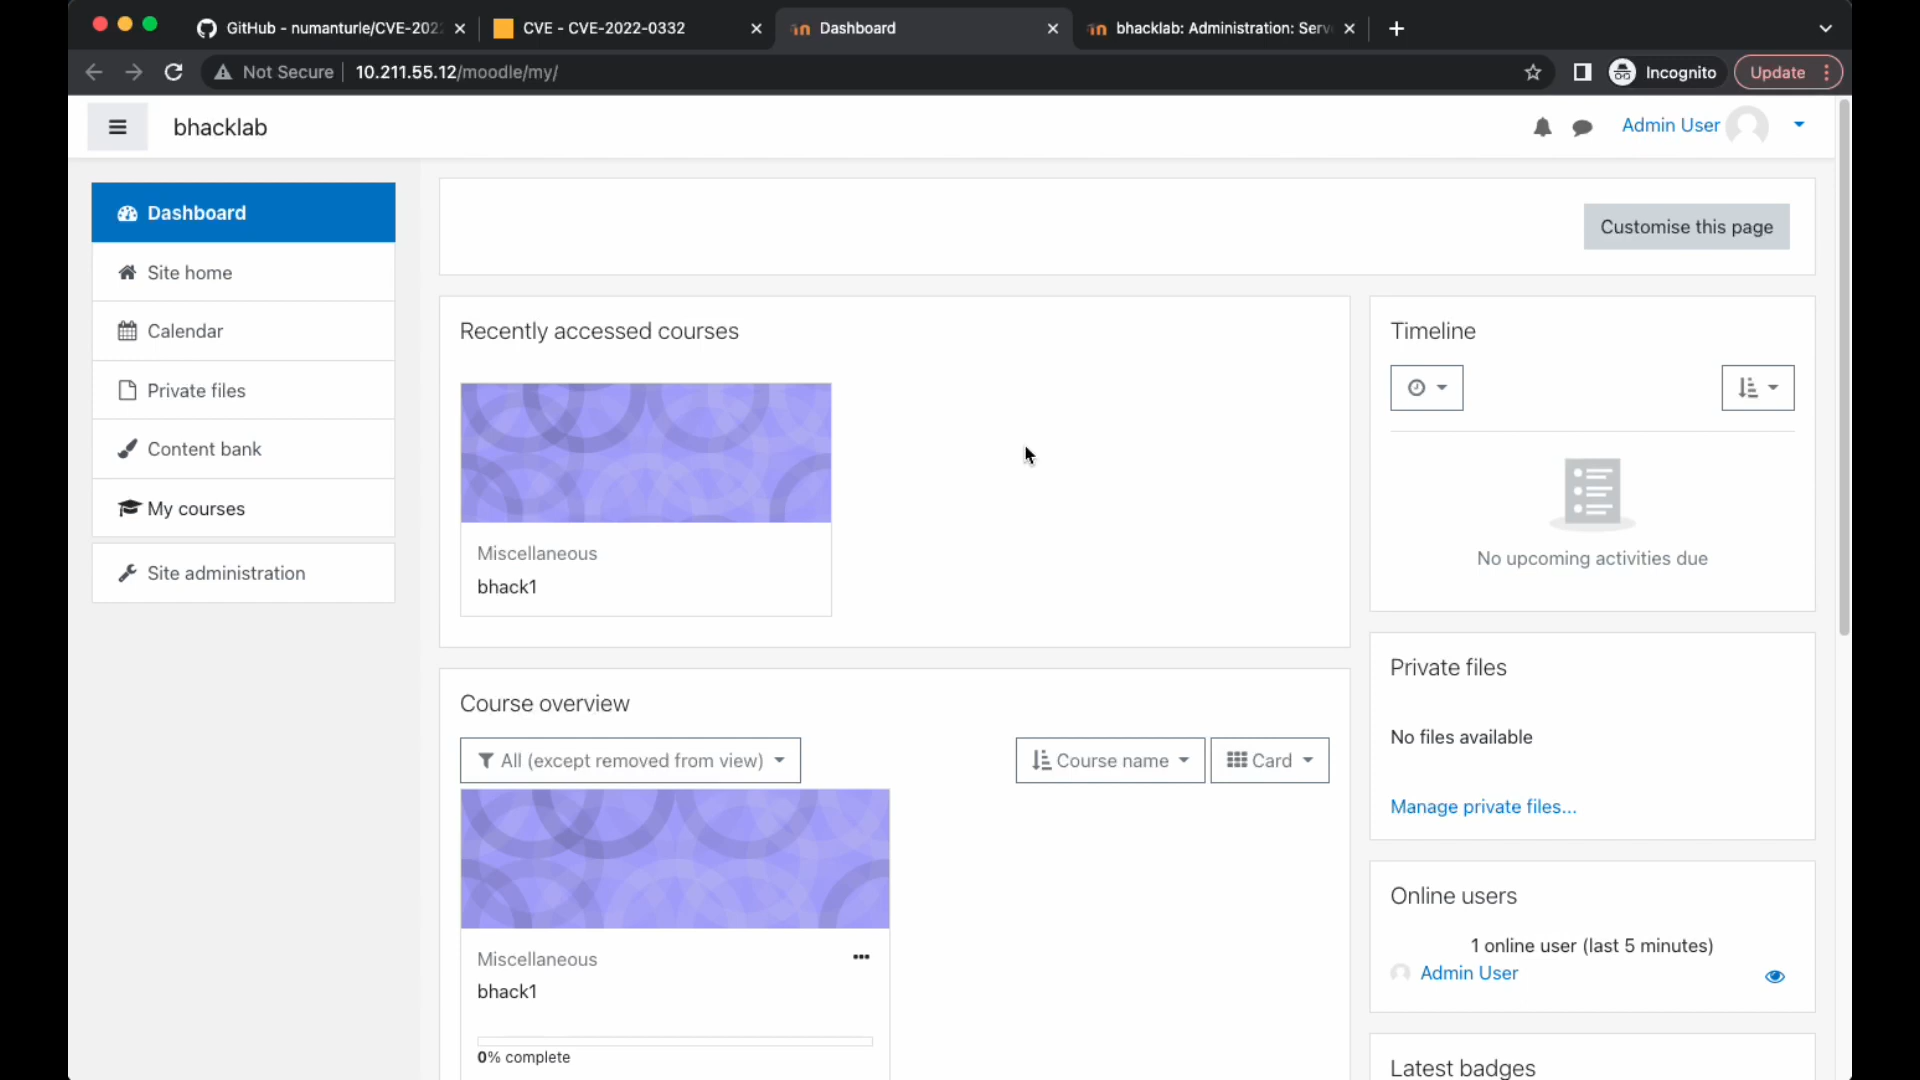 GitHub - numanturle/CVE-202
CVE - CVE-2022-0332
Dashboard
bhacklab: Administration: Serv
Not Secure
10.211.55.12/moodle/my/
Incognito
Update
bhacklab
Admin User
Dashboard
Site home
Calendar
Private files
Content bank
My courses
Site administration
Customise this page
Recently accessed courses
Miscellaneous
bhack1
Course overview
All (except removed from view)
Course name
Card
Miscellaneous
bhack1
0% complete
Timeline
No upcoming activities due
Private files
No files available
Manage private files...
Online users
1 online user (last 5 minutes)
Admin User
Latest badges